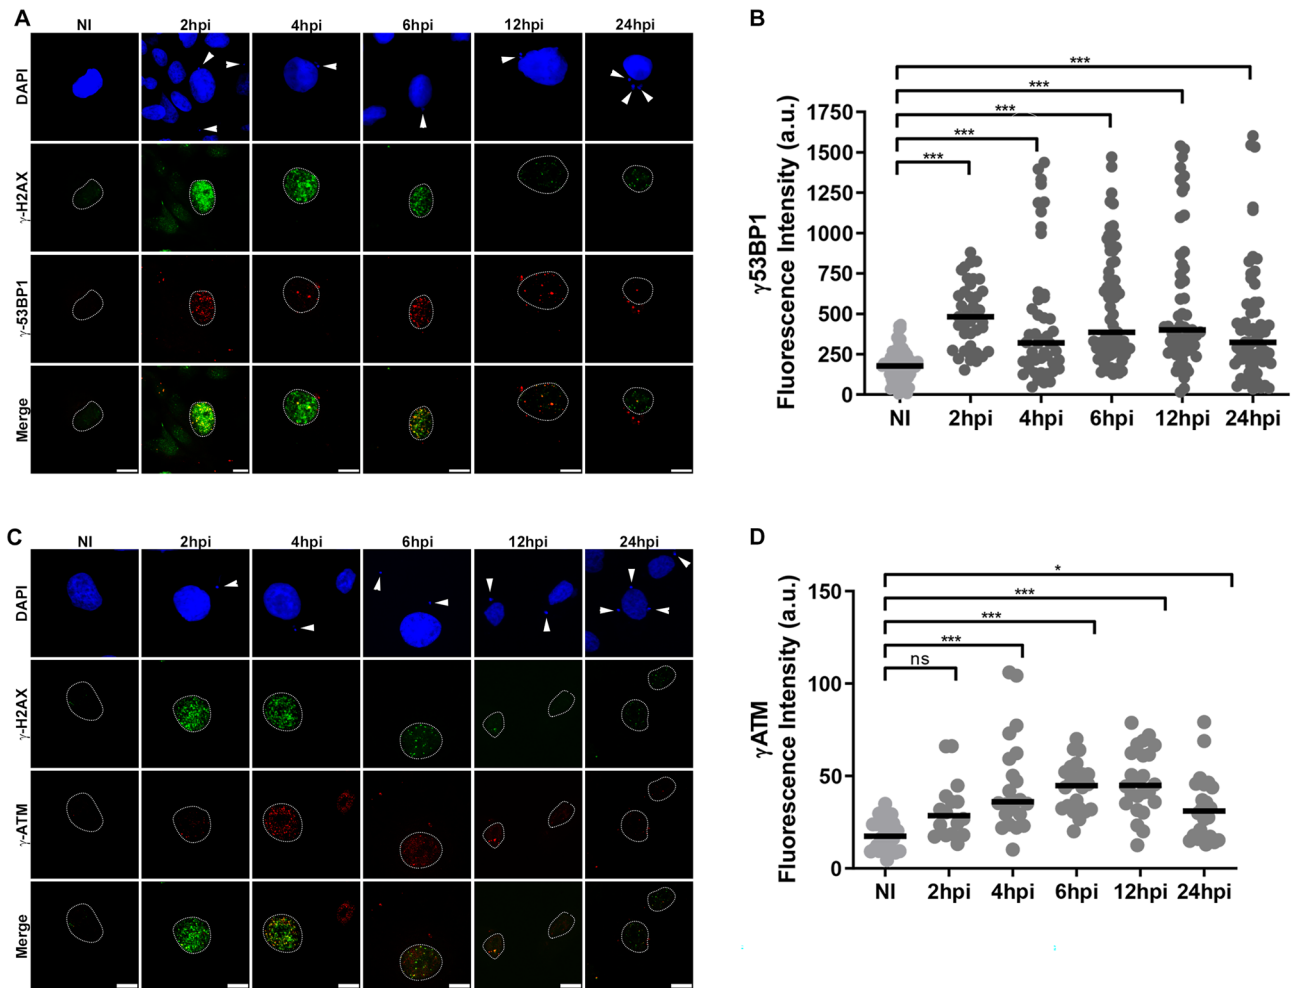 A
NI 2hpi 4hpi 6hpi 12hpi 24hpi
DAPI
γ-H2AX
γ-53BP1
Merge
B
γ53BP1
Fluorescence Intensity (a.u.)
***
***
***
***
***
1750
1500
1250
1000
750
500
250
0
NI 2hpi 4hpi 6hpi 12hpi 24hpi
C
NI 2hpi 4hpi 6hpi 12hpi 24hpi
DAPI
γ-H2AX
γ-ATM
Merge
D
γATM
Fluorescence Intensity (a.u.)
*
***
***
***
ns
150
100
50
0
NI 2hpi 4hpi 6hpi 12hpi 24hpi